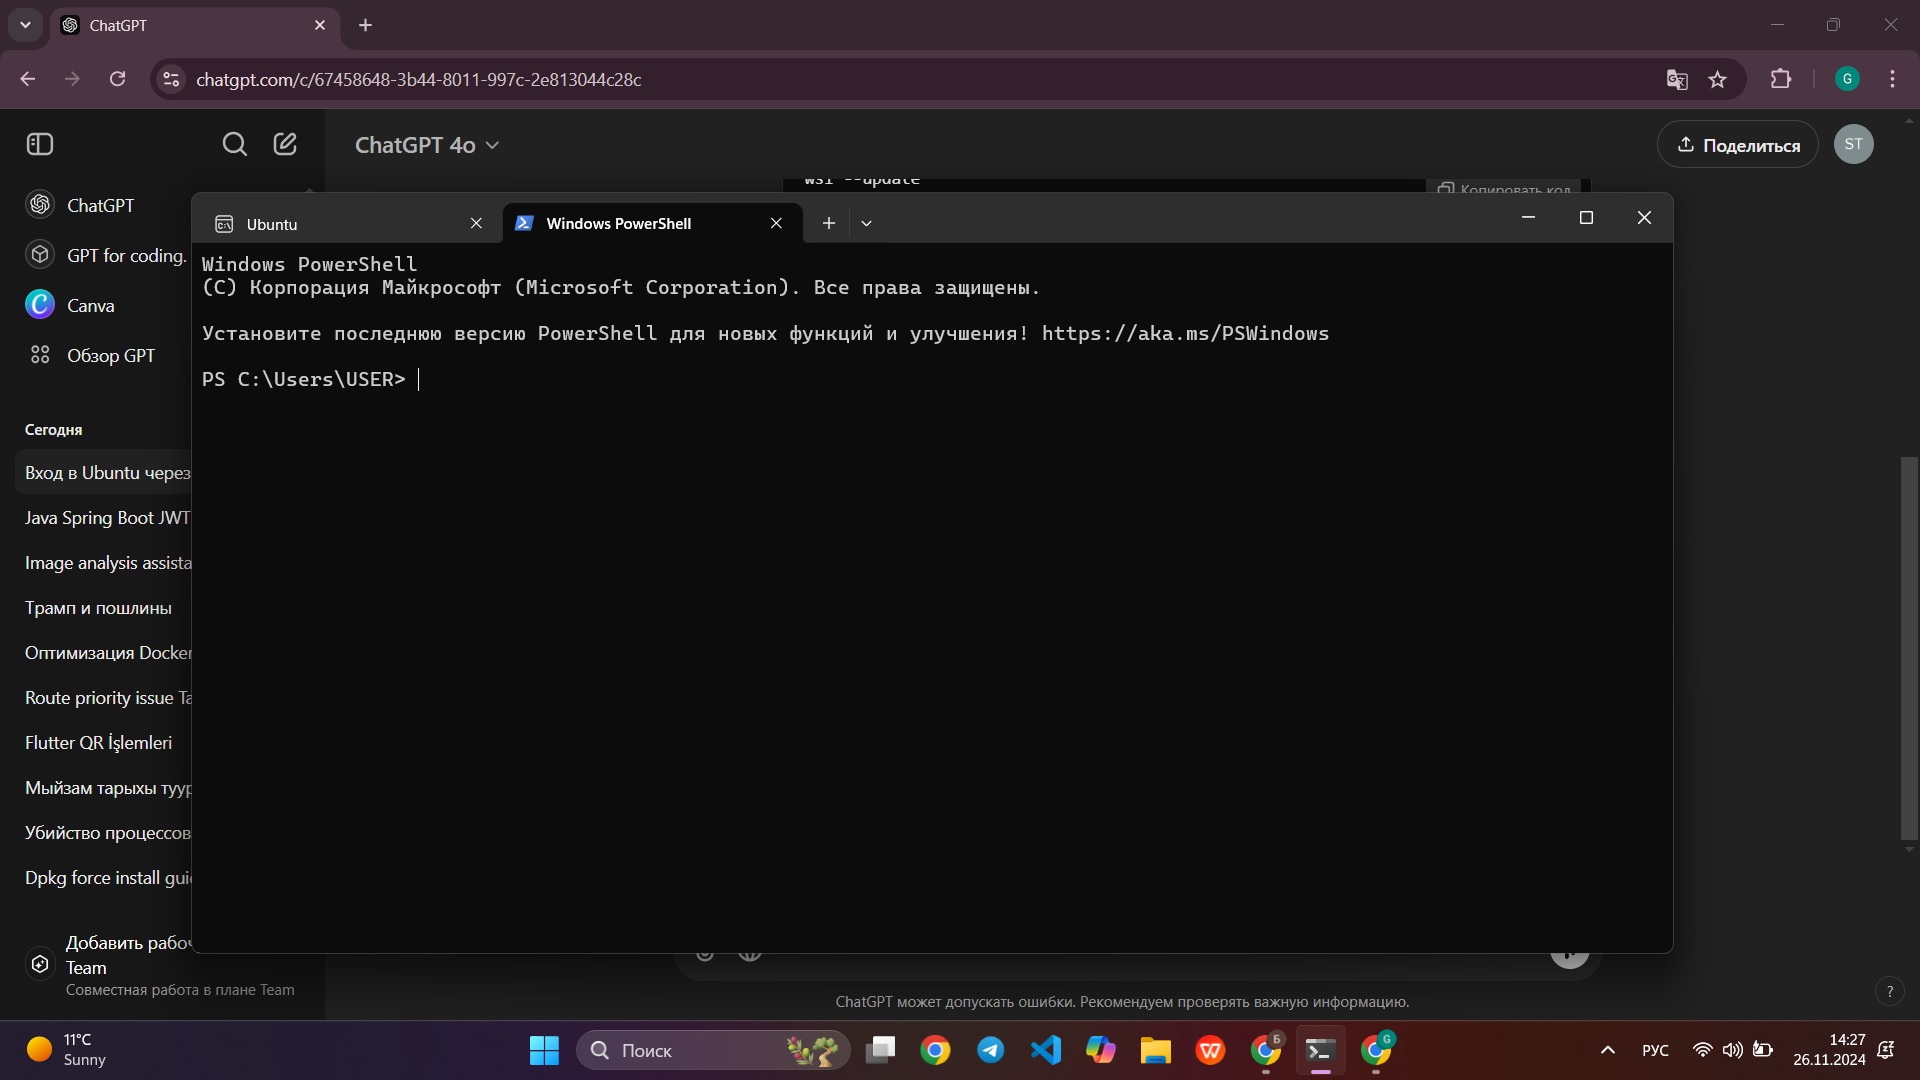 ChatGPT
chatgpt.com/c/67458648-3b44-8011-997c-2e813044c28c
G
ChatGPT 4o
Поделиться
ST
wsl --update
Копировать код
ChatGPT
GPT for coding.
Canva
Обзор GPT
Сегодня
Вход в Ubuntu через
Java Spring Boot JWT
Image analysis assista
Трамп и пошлины
Оптимизация Docker
Route priority issue Ta
Flutter QR İşlemleri
Мыйзам тарыхы туур
Убийство процессов
Dpkg force install guid
Добавить рабоч
Team
Совместная работа в плане Team
Ubuntu
Windows PowerShell
Windows PowerShell
(C) Корпорация Майкрософт (Microsoft Corporation). Все права защищены.
Установите последнюю версию PowerShell для новых функций и улучшения! https://aka.ms/PSWindows
PS C:\Users\USER>
ChatGPT может допускать ошибки. Рекомендуем проверять важную информацию.
?
11°C
Sunny
Поиск
Б
G
РУС
14:27
26.11.2024